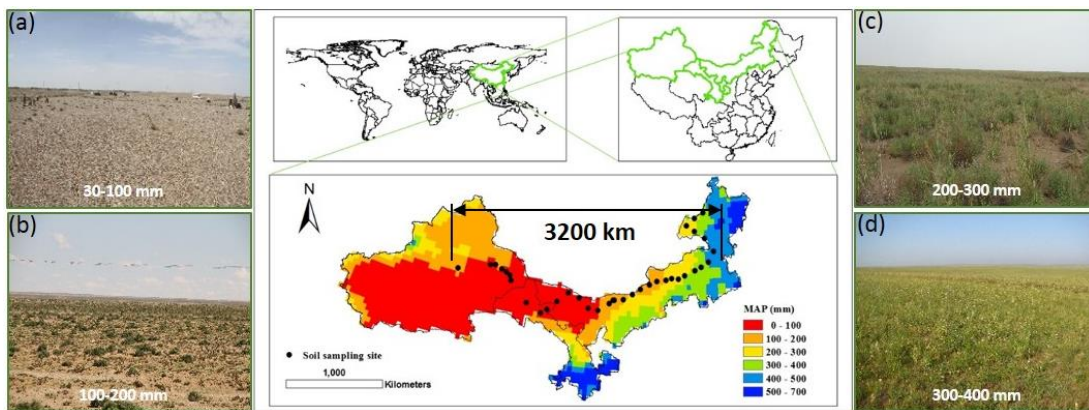 (a)
30-100 mm
(b)
100-200 mm
N
3200 km
MAP (mm)
0 - 100
100 - 200
200 - 300
300 - 400
400 - 500
500 - 700
Soil sampling site
1,000
Kilometers
(c)
200-300 mm
(d)
300-400 mm